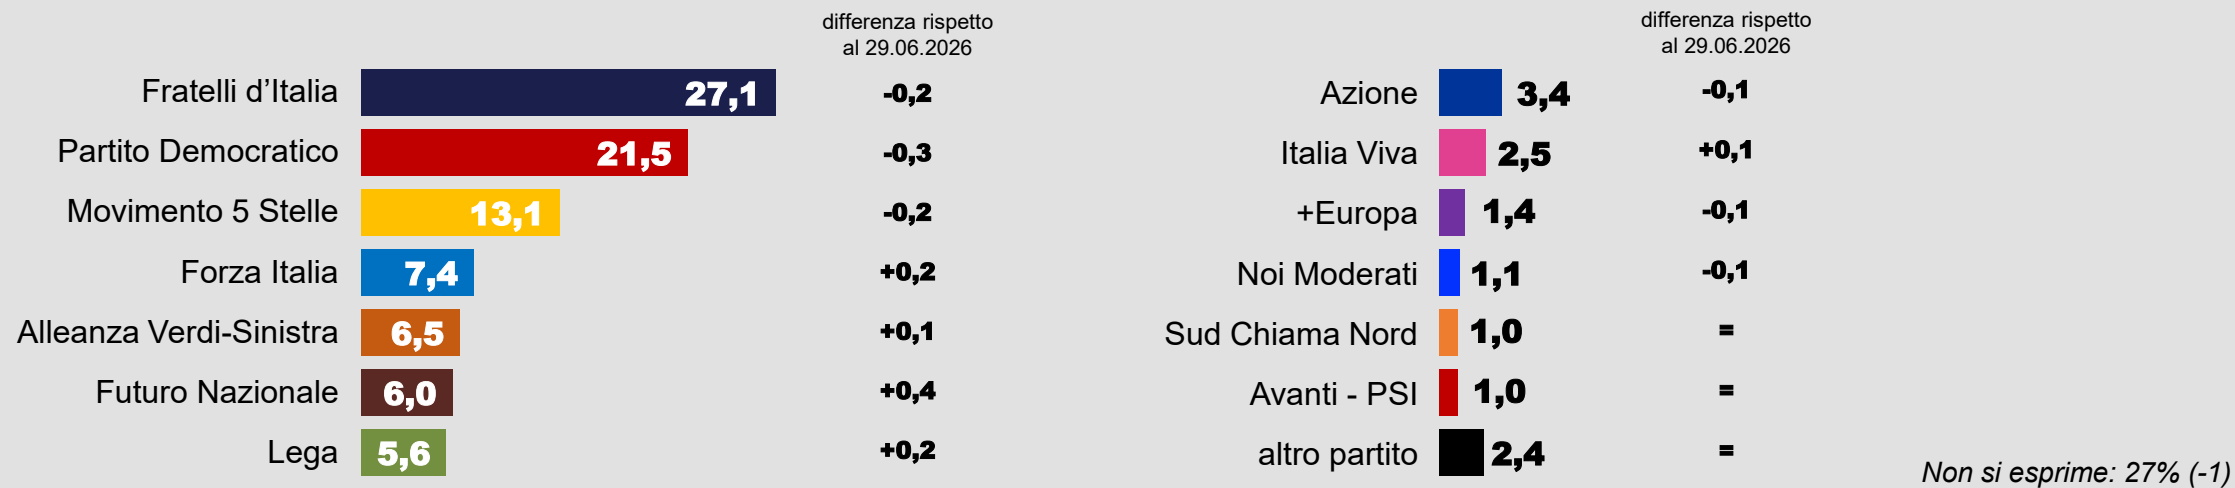 differenza rispetto
al 29.06.2026
Fratelli d’Italia 27,1 -0,2
Partito Democratico 21,5 -0,3
Movimento 5 Stelle 13,1 -0,2
Forza Italia 7,4 +0,2
Alleanza Verdi-Sinistra 6,5 +0,1
Futuro Nazionale 6,0 +0,4
Lega 5,6 +0,2
differenza rispetto
al 29.06.2026
Azione 3,4 -0,1
Italia Viva 2,5 +0,1
+Europa 1,4 -0,1
Noi Moderati 1,1 -0,1
Sud Chiama Nord 1,0 =
Avanti - PSI 1,0 =
altro partito 2,4 =
Non si esprime: 27% (-1)